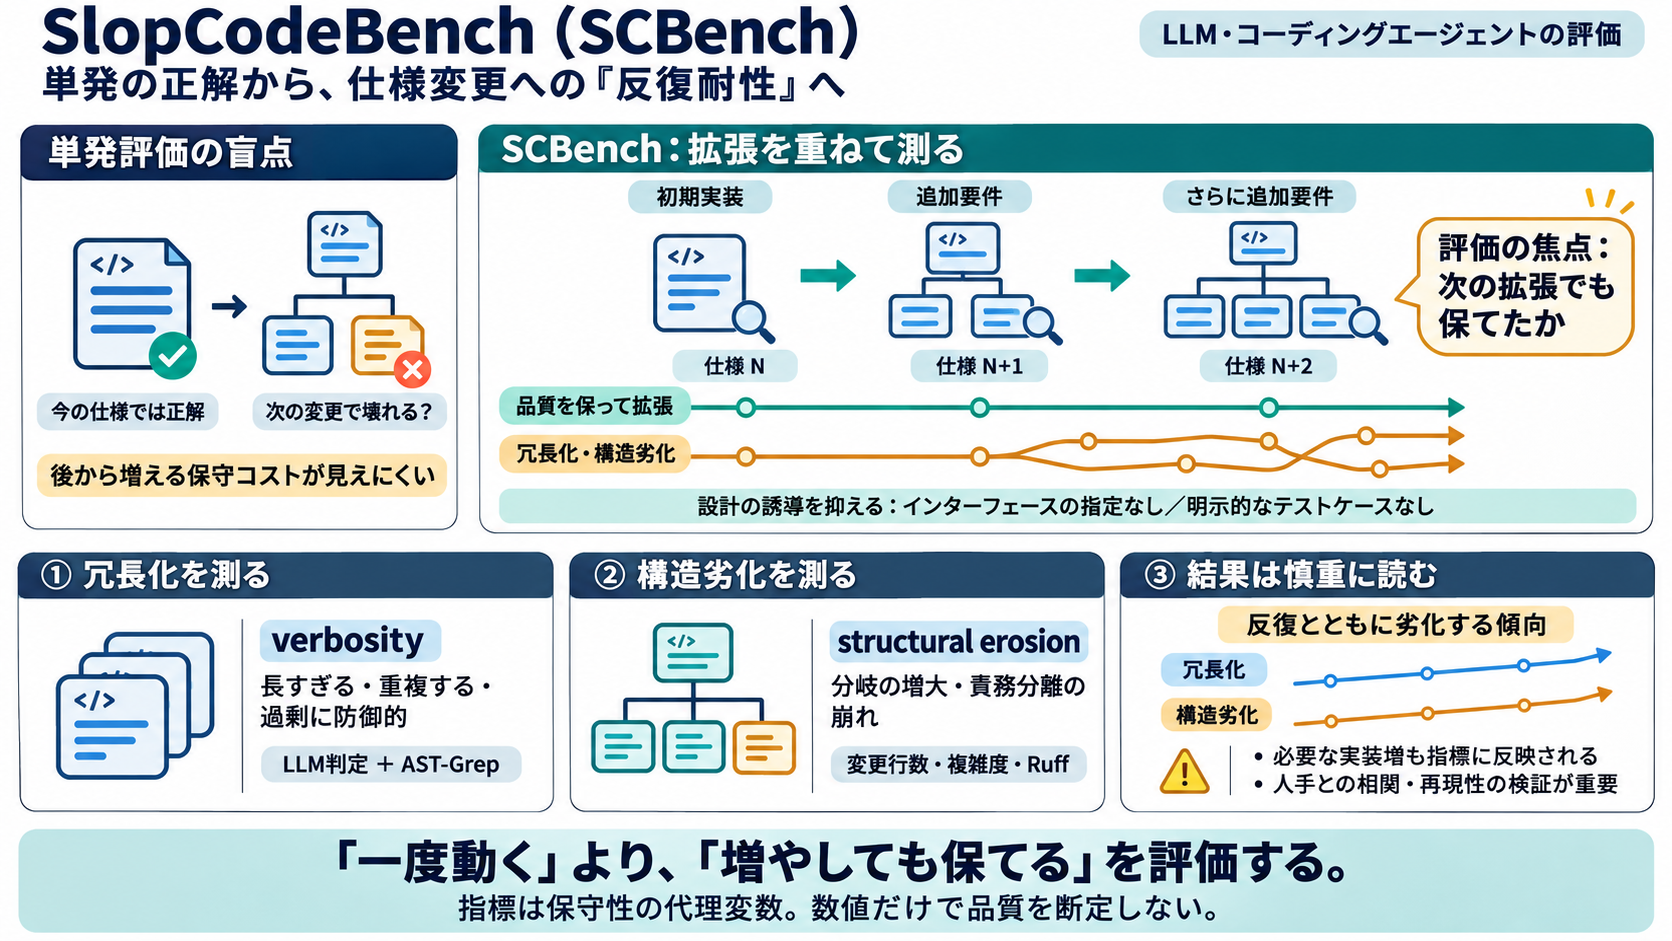 SlopCodeBench（SCBench）
単発の正解から、仕様変更への『反復耐性』へ
LLM・コーディングエージェントの評価
単発評価の盲点
</>
</>
今の仕様では正解
次の変更で壊れる？
後から増える保守コストが見えにくい
SCBench：拡張を重ねて測る
初期実装
追加要件
さらに追加要件
</>
</>
</>
仕様 N
仕様 N+1
仕様 N+2
評価の焦点：
次の拡張でも
保てたか
品質を保って拡張
冗長化・構造劣化
設計の誘導を抑える：インターフェースの指定なし／明示的なテストケースなし
① 冗長化を測る
</>
</>
</>
verbosity
長すぎる・重複する・
過剰に防御的
LLM判定 ＋ AST-Grep
② 構造劣化を測る
</>
structural erosion
分岐の増大・責務分離の
崩れ
変更行数・複雑度・Ruff
③ 結果は慎重に読む
反復とともに劣化する傾向
冗長化
構造劣化
!
• 必要な実装増も指標に反映される
• 人手との相関・再現性の検証が重要
「一度動く」より、「増やしても保てる」を評価する。
指標は保守性の代理変数。数値だけで品質を断定しない。